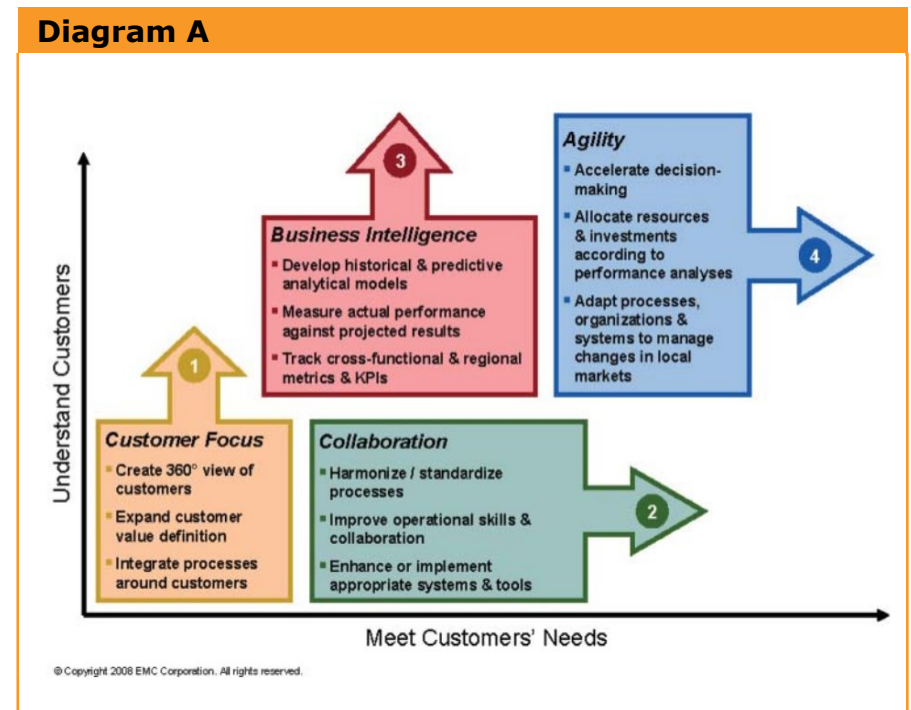 Diagram A
Understand Customers
1
Customer Focus
▪ Create 360° view of
customers
▪ Expand customer
value definition
▪ Integrate processes
around customers
2
Collaboration
▪ Harmonize / standardize
processes
▪ Improve operational skills &
collaboration
▪ Enhance or implement
appropriate systems & tools
3
Business Intelligence
▪ Develop historical & predictive
analytical models
▪ Measure actual performance
against projected results
▪ Track cross-functional & regional
metrics & KPIs
4
Agility
▪ Accelerate decision-
making
▪ Allocate resources
& investments
according to
performance analyses
▪ Adapt processes,
organizations &
systems to manage
changes in local
markets
Meet Customers' Needs
© Copyright 2008 EMC Corporation. All rights reserved.